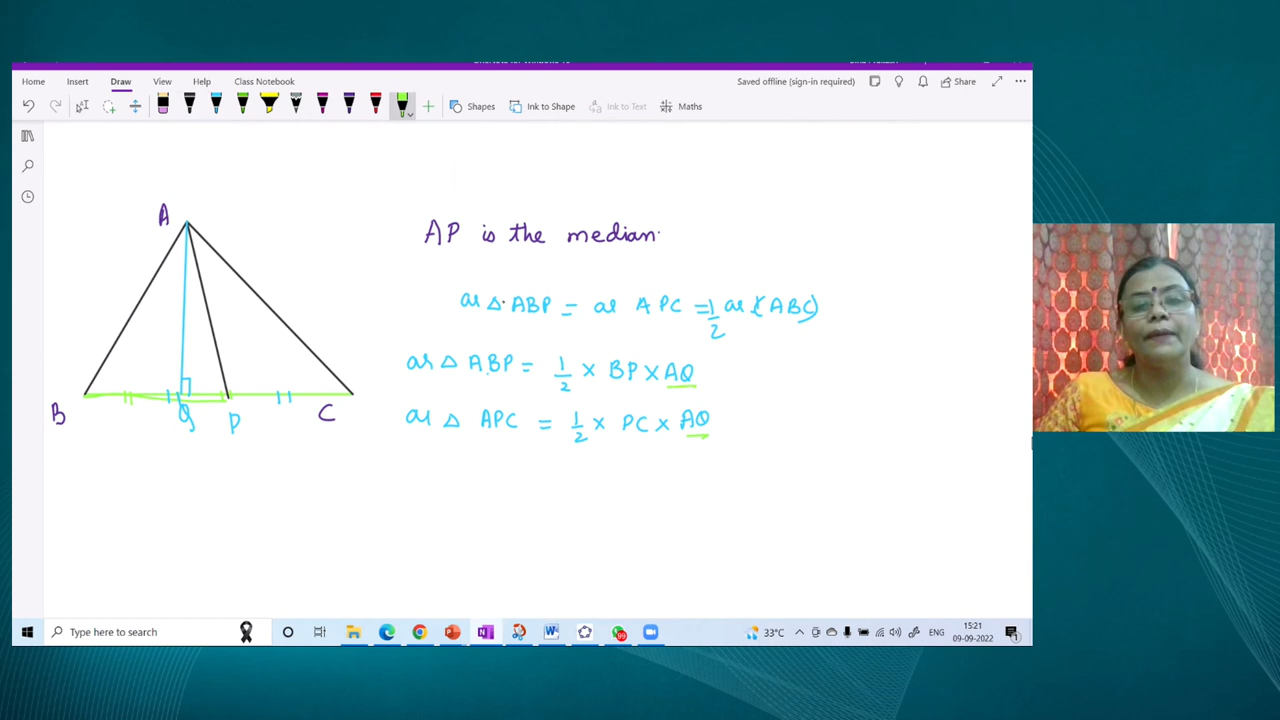 Home Insert Draw View Help Class Notebook Saved offline (sign-in required) Share
Shapes Ink to Shape Ink to Text Maths
A
B
Q
P
C
AP is the median.
ar △ ABP = ar APC = 1/2 ar (ABC)
ar △ ABP = 1/2 × BP × AQ
ar △ APC = 1/2 × PC × AQ
Type here to search 99 33°C ENG 15:21
09-09-2022 1